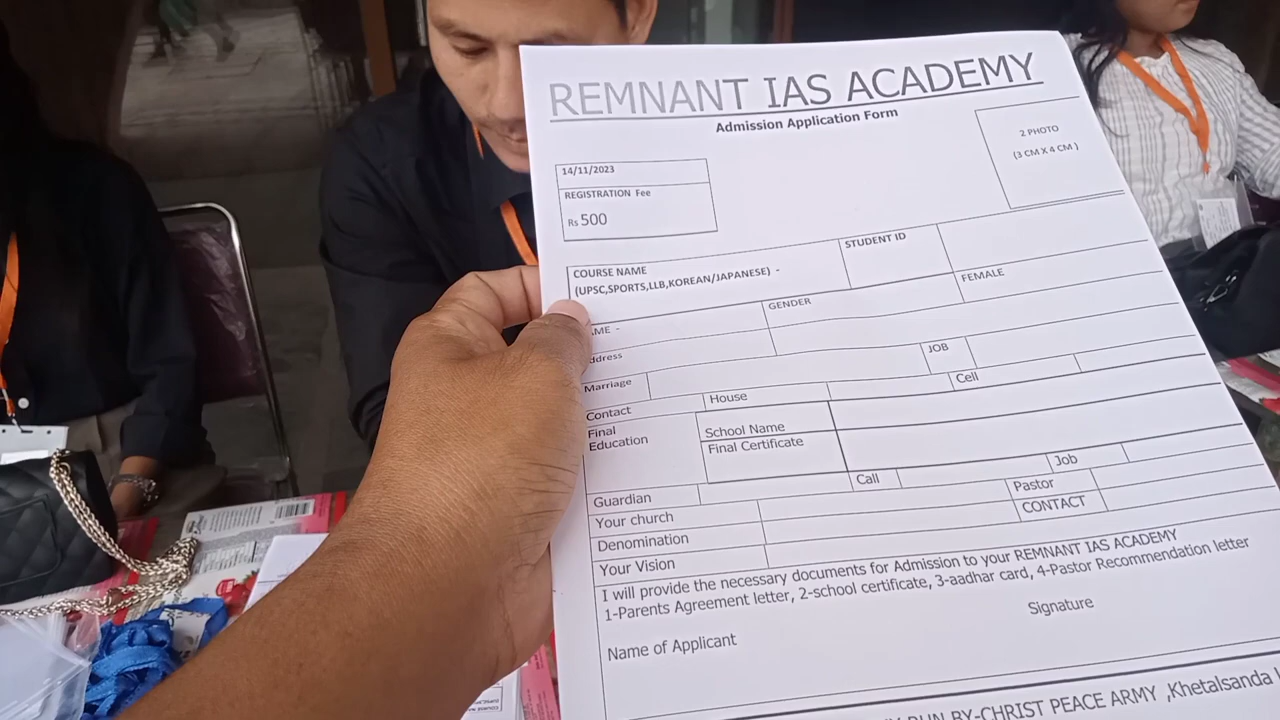 REMNANT IAS ACADEMY
Admission Application Form
2 PHOTO
(3 CM X 4 CM )
14/11/2023
REGISTRATION Fee
Rs 500
COURSE NAME
(UPSC,SPORTS,LLB,KOREAN/JAPANESE) -
STUDENT ID
AME -
GENDER
FEMALE
ddress
Marriage
JOB
Contact
House
Cell
Final
Education
School Name
Final Certificate
Guardian
Call
Job
Your church
Pastor
Denomination
CONTACT
Your Vision
I will provide the necessary documents for Admission to your REMNANT IAS ACADEMY
1-Parents Agreement letter, 2-school certificate, 3-aadhar card, 4-Pastor Recommendation letter
Name of Applicant
Signature
RUN BY-CHRIST PEACE ARMY ,Khetalsanda